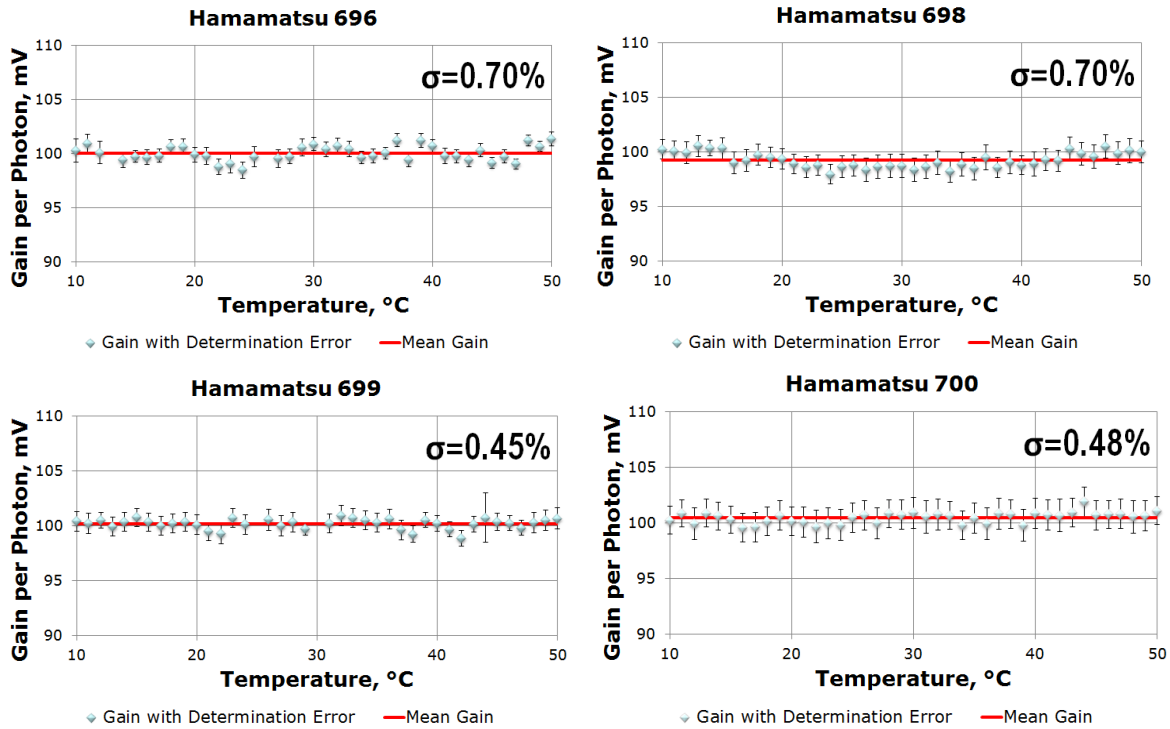 Hamamatsu 696
Gain per Photon, mV
110
105
100
95
90
σ=0.70%
10 20 30 40 50
Temperature, °C
Gain with Determination Error Mean Gain
Hamamatsu 698
Gain per Photon, mV
110
105
100
95
90
σ=0.70%
10 20 30 40 50
Temperature, °C
Gain with Determination Error Mean Gain
Hamamatsu 699
Gain per Photon, mV
110
105
100
95
90
σ=0.45%
10 20 30 40 50
Temperature, °C
Gain with Determination Error Mean Gain
Hamamatsu 700
Gain per Photon, mV
110
105
100
95
90
σ=0.48%
10 20 30 40 50
Temperature, °C
Gain with Determination Error Mean Gain